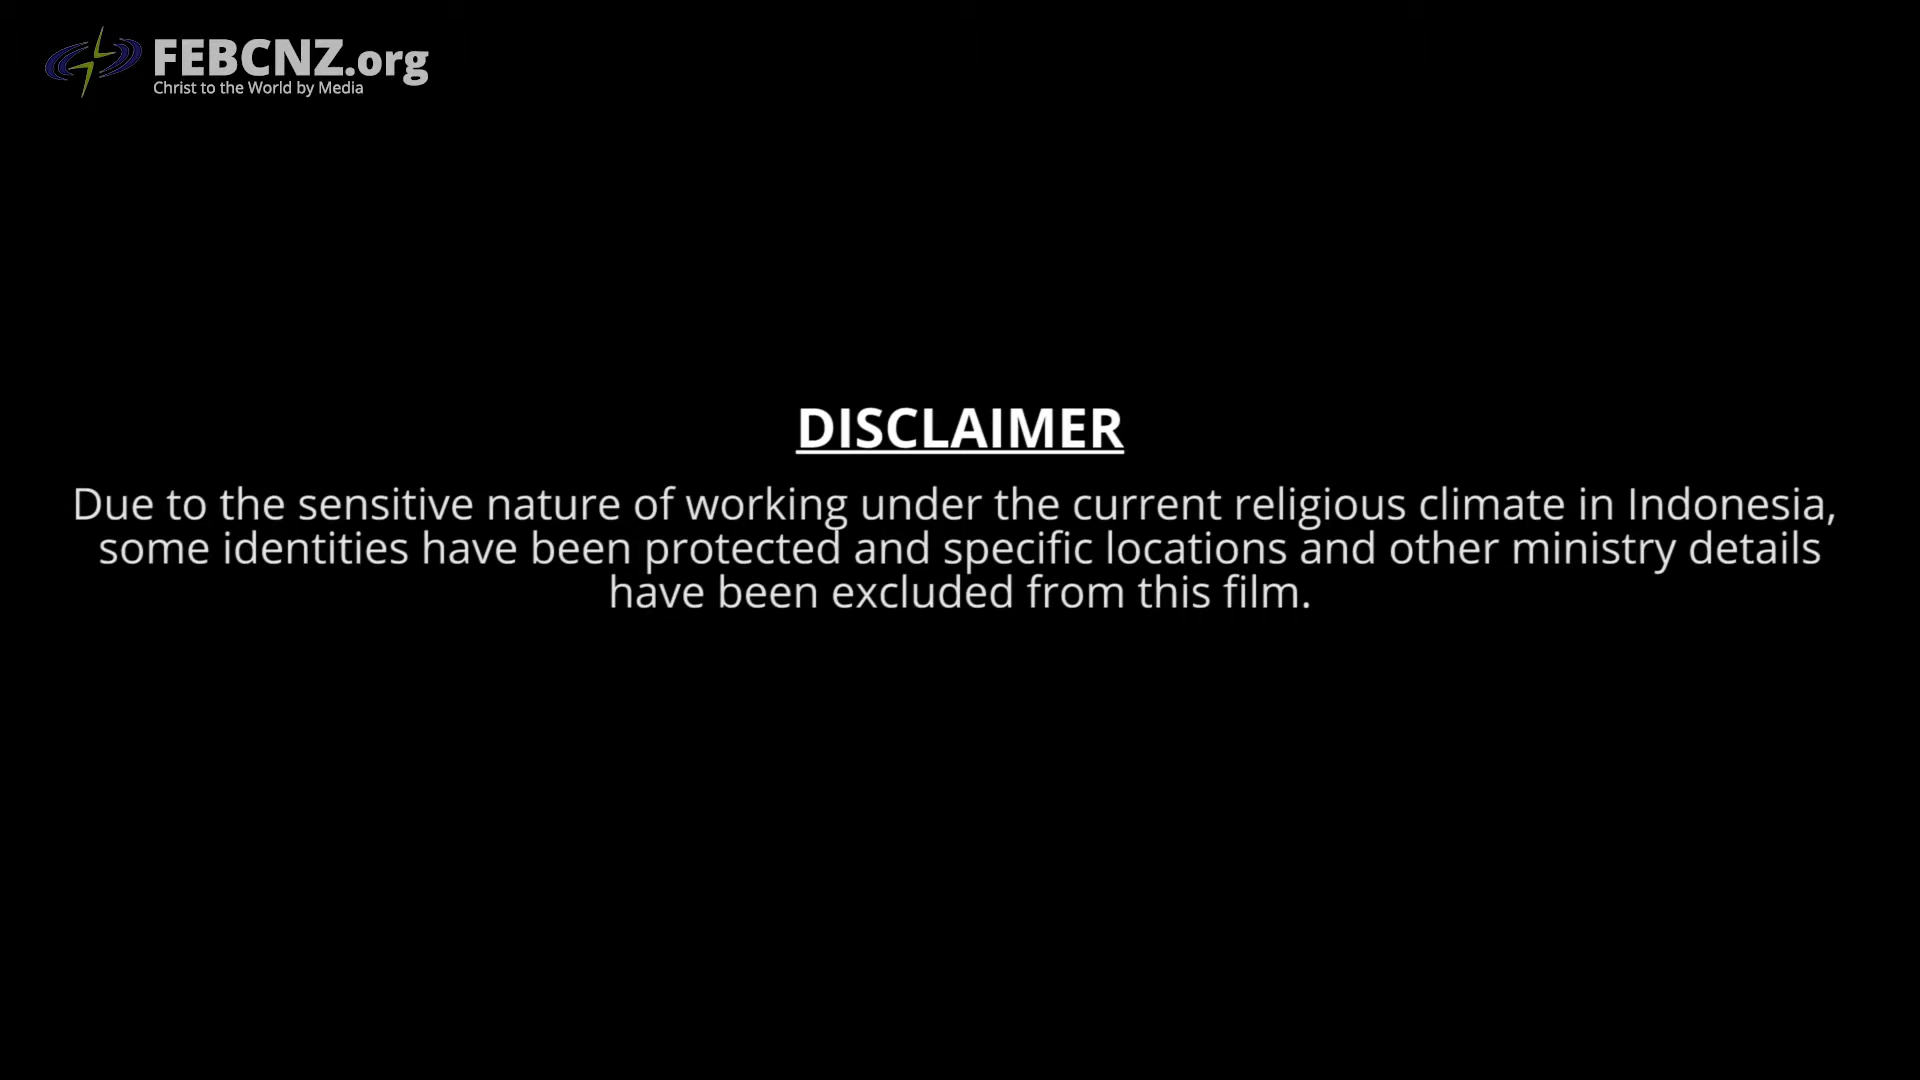 FEBCNZ.org
Christ to the World by Media
DISCLAIMER
Due to the sensitive nature of working under the current religious climate in Indonesia,
some identities have been protected and specific locations and other ministry details
have been excluded from this film.